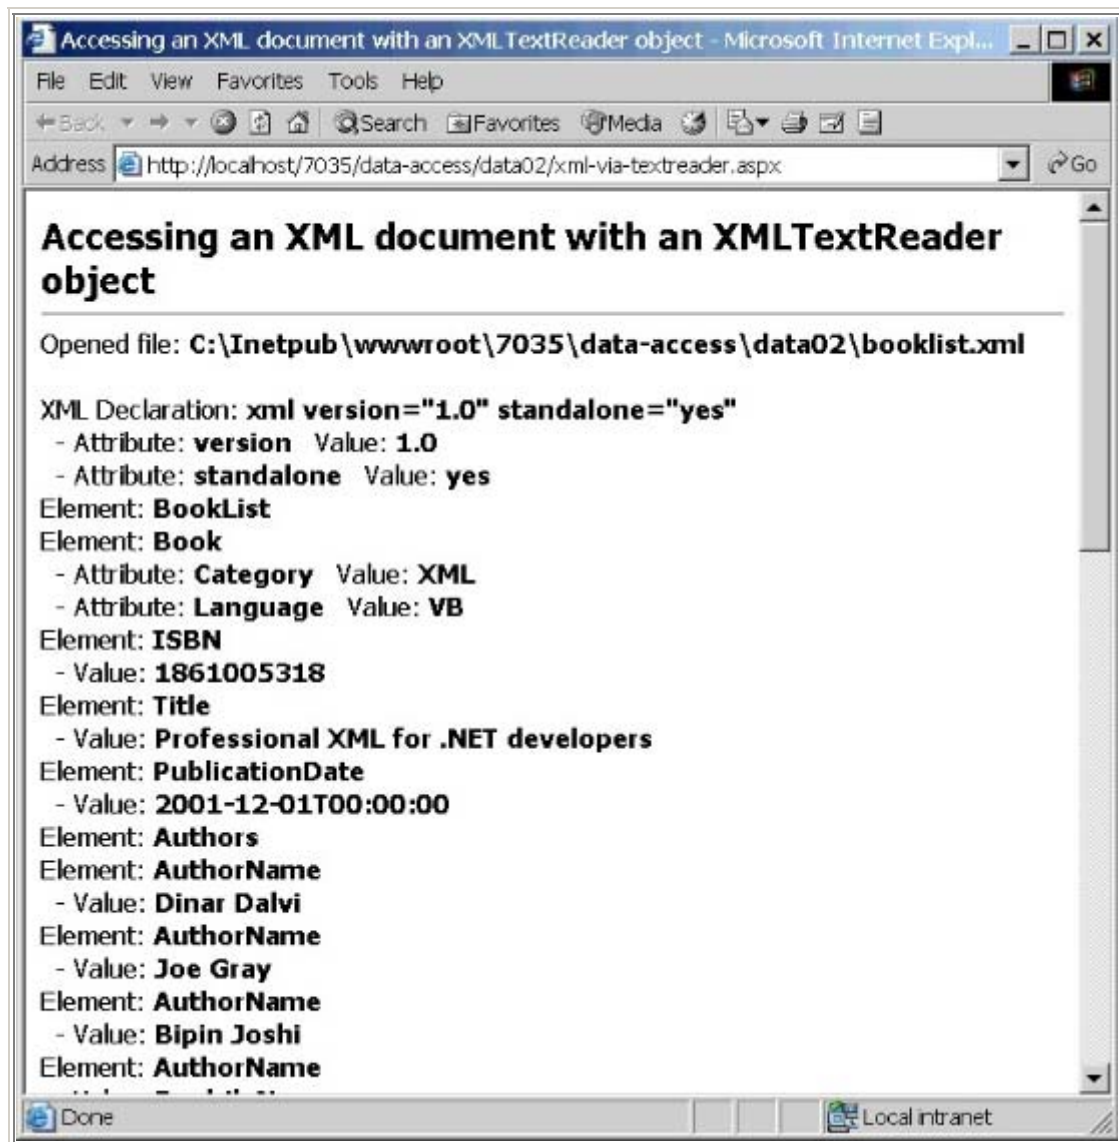 Accessing an XML document with an XMLTextReader object - Microsoft Internet Expl...
File Edit View Favorites Tools Help
Back Search Favorites Media
Address http://localhost/7035/data-access/data02/xml-via-textreader.aspx Go
Accessing an XML document with an XMLTextReader
object
Opened file: C:\Inetpub\wwwroot\7035\data-access\data02\booklist.xml
XML Declaration: xml version="1.0" standalone="yes"
- Attribute: version Value: 1.0
- Attribute: standalone Value: yes
Element: BookList
Element: Book
- Attribute: Category Value: XML
- Attribute: Language Value: VB
Element: ISBN
- Value: 1861005318
Element: Title
- Value: Professional XML for .NET developers
Element: PublicationDate
- Value: 2001-12-01T00:00:00
Element: Authors
Element: AuthorName
- Value: Dinar Dalvi
Element: AuthorName
- Value: Joe Gray
Element: AuthorName
- Value: Bipin Joshi
Element: AuthorName
Done Local intranet